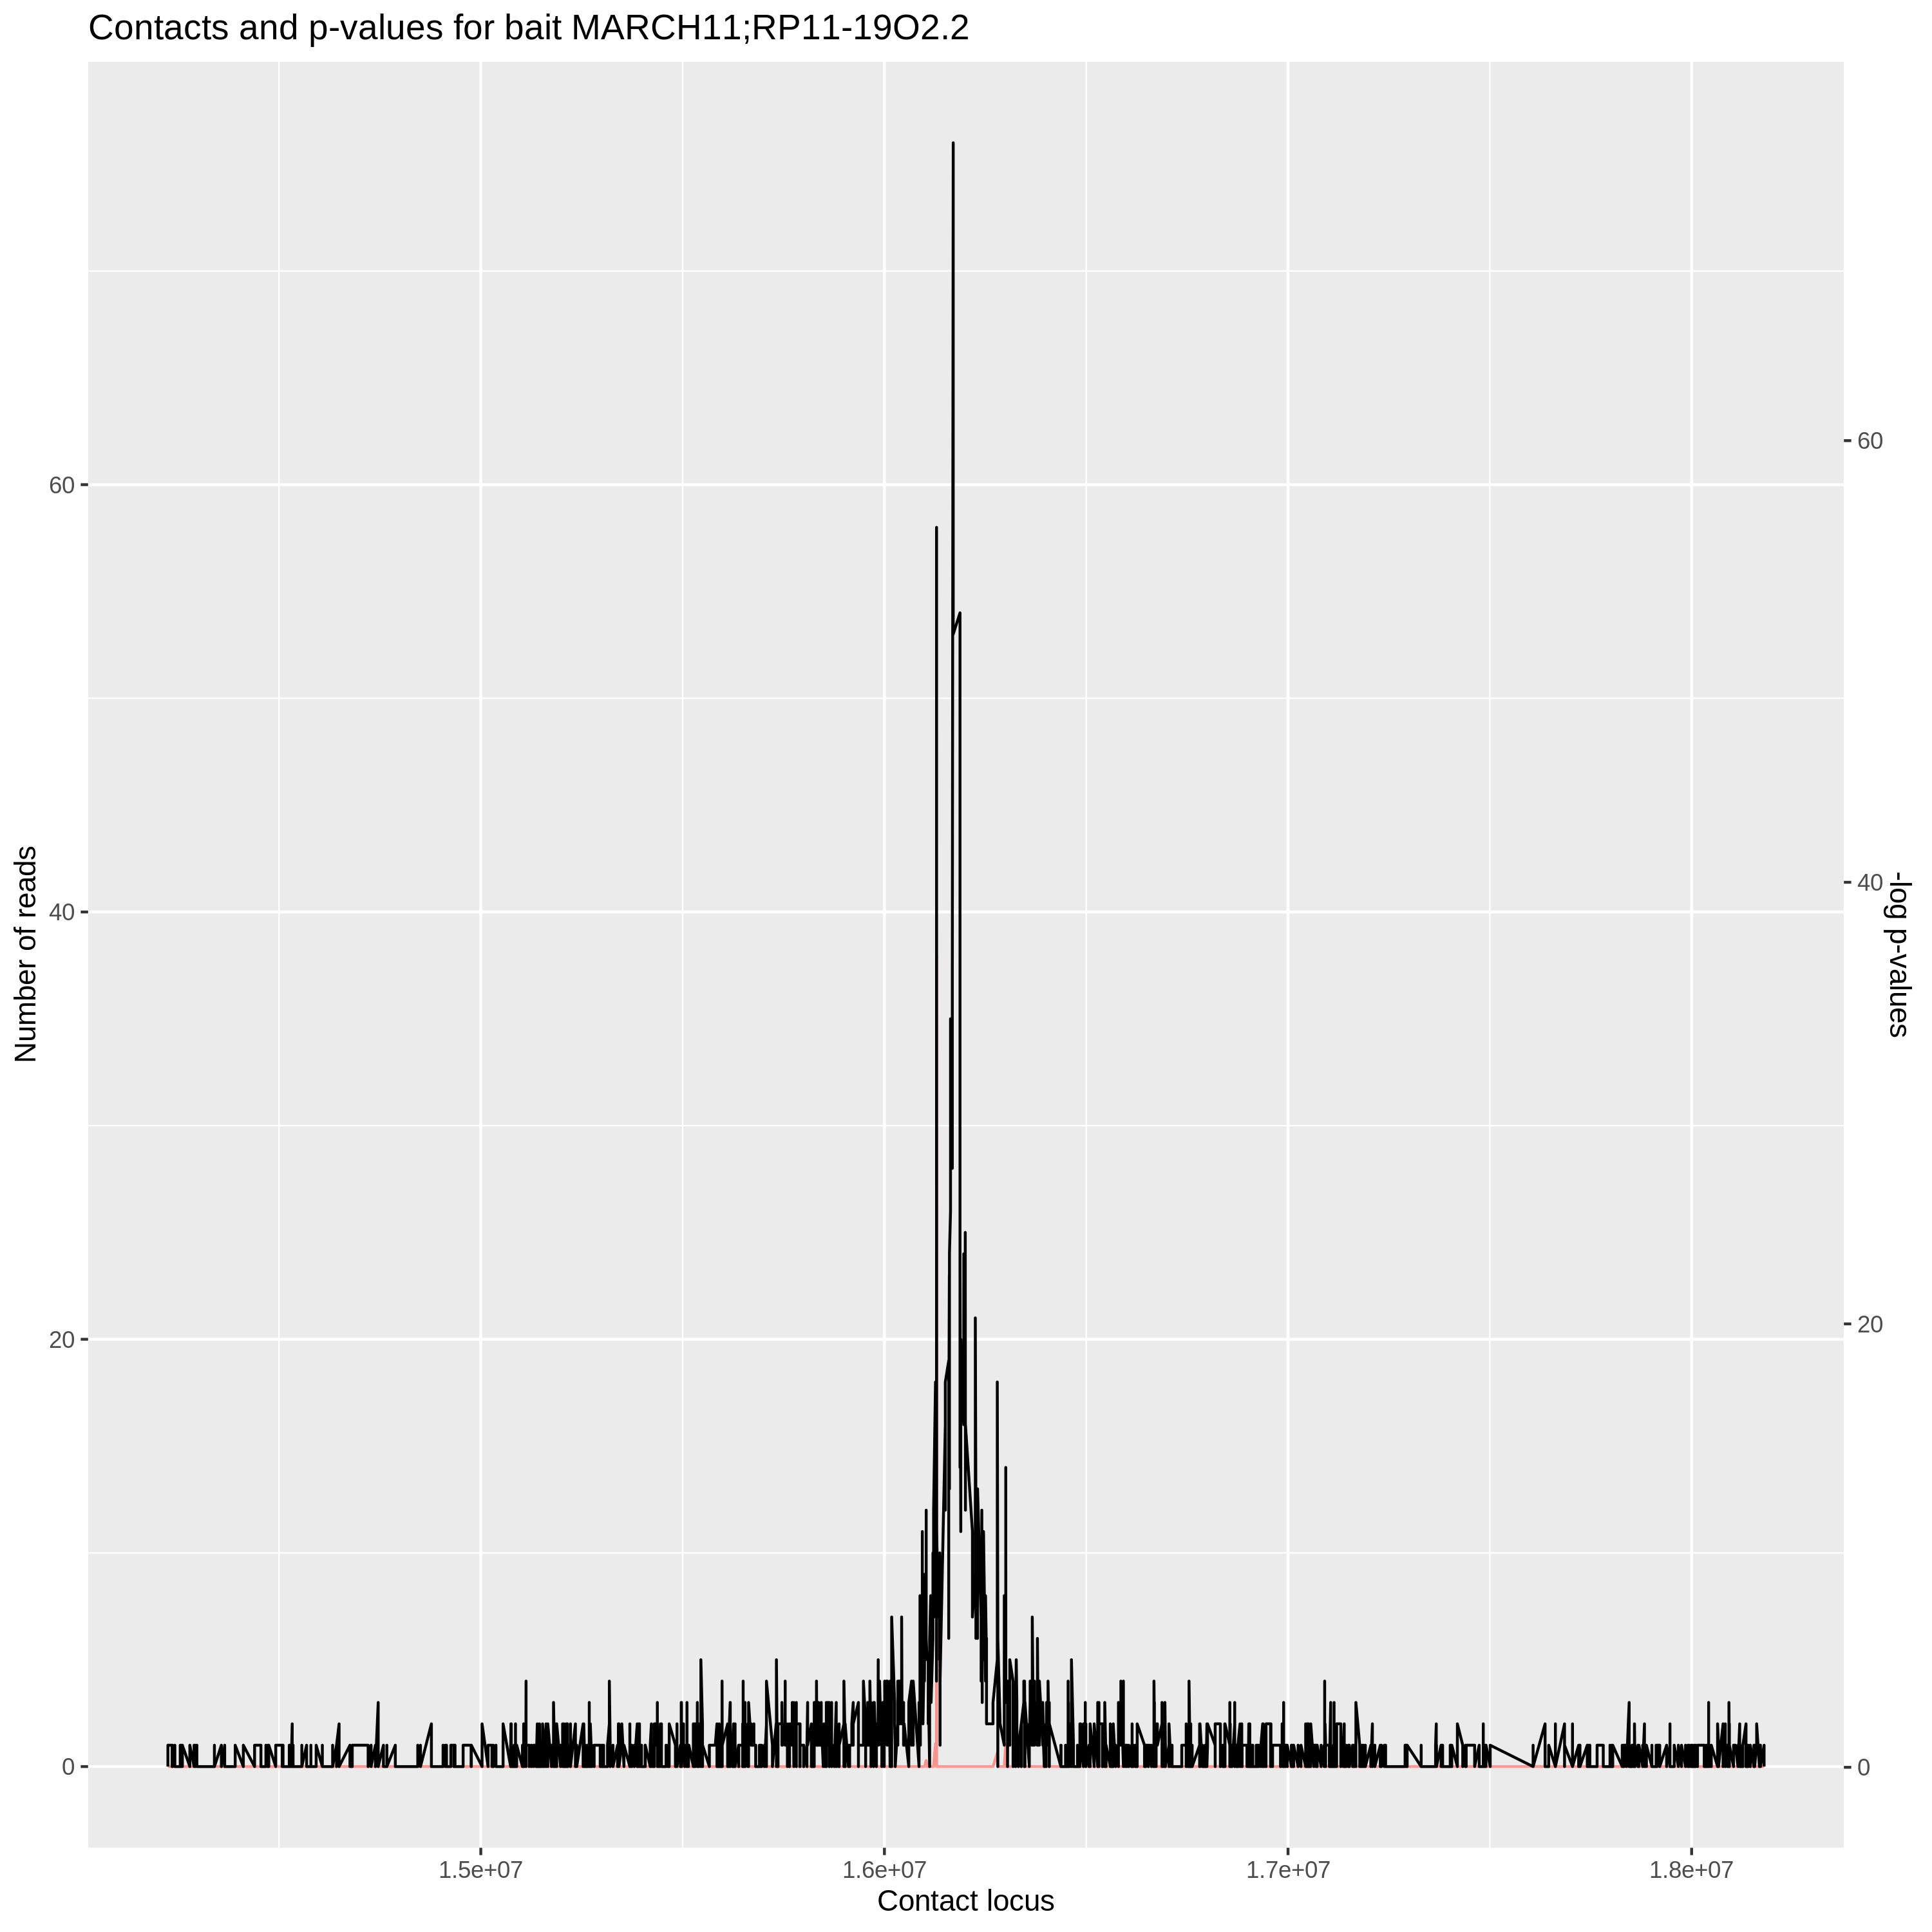 Contacts and p-values for bait MARCH11;RP11-19O2.2
Number of reads
60
40
20
0
60
40
20
0
-log p-values
1.5e+07 1.6e+07 1.7e+07 1.8e+07
Contact locus